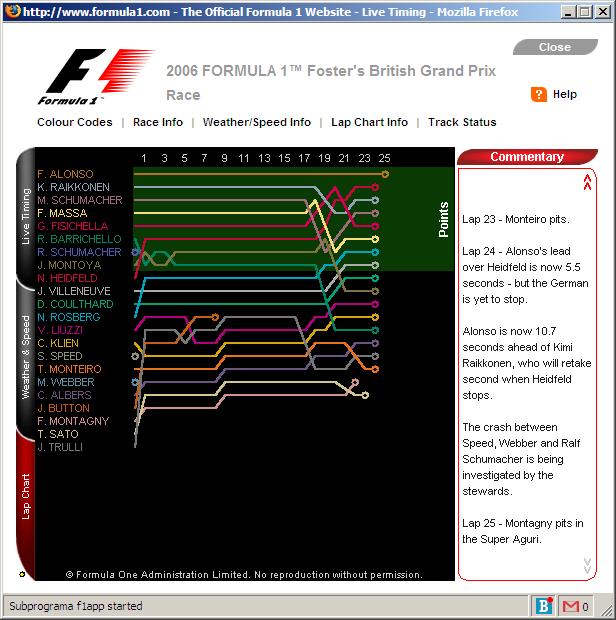 http://www.formula1.com - The Official Formula 1 Website - Live Timing - Mozilla Firefox
Close
F1
Formula 1™
2006 FORMULA 1™ Foster's British Grand Prix
Race
? Help
Colour Codes | Race Info | Weather/Speed Info | Lap Chart Info | Track Status
1 3 5 7 9 11 13 15 17 19 21 23 25
F. ALONSO
K. RAIKKONEN
M. SCHUMACHER
F. MASSA
G. FISICHELLA
R. BARRICHELLO
R. SCHUMACHER
J. MONTOYA
N. HEIDFELD
J. VILLENEUVE
D. COULTHARD
N. ROSBERG
V. LIUZZI
C. KLIEN
S. SPEED
T. MONTEIRO
M. WEBBER
C. ALBERS
J. BUTTON
F. MONTAGNY
T. SATO
J. TRULLI
Points
Live Timing
Weather & Speed
Lap Chart
© Formula One Administration Limited. No reproduction without permission.
Commentary
Lap 23 - Monteiro pits.
Lap 24 - Alonso's lead
over Heidfeld is now 5.5
seconds - but the German
is yet to stop.
Alonso is now 10.7
seconds ahead of Kimi
Raikkonen, who will retake
second when Heidfeld
stops.
The crash between
Speed, Webber and Ralf
Schumacher is being
investigated by the
stewards.
Lap 25 - Montagny pits in
the Super Aguri.
Subprograma f1app started
B
0